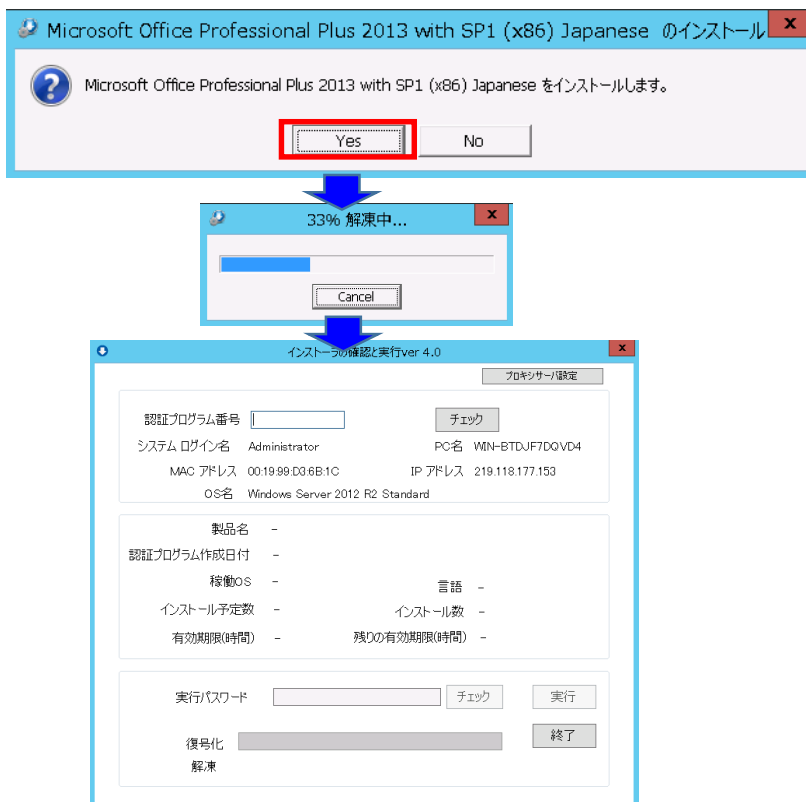 Microsoft Office Professional Plus 2013 with SP1 (x86) Japanese のインストール
Microsoft Office Professional Plus 2013 with SP1 (x86) Japanese をインストールします。
Yes No
33% 解凍中...
Cancel
インストーラの確認と実行ver 4.0
プロキシサーバ設定
認証プログラム番号 チェック
システム ログイン名 Administrator PC名 WIN-BTDJF7DQVD4
MAC アドレス 00:19:99:D3:6B:1C IP アドレス 219.118.177.153
OS名 Windows Server 2012 R2 Standard
製品名 -
認証プログラム作成日付 -
稼働OS - 言語 -
インストール予定数 - インストール数 -
有効期限(時間) - 残りの有効期限(時間) -
実行パスワード チェック 実行
復号化 終了
解凍